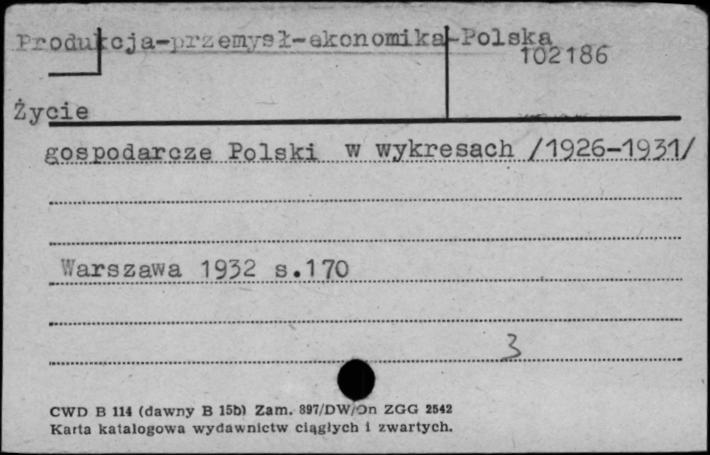 Produkcja-przemysł-ekonomika-Polska
102186
Życie
gospodarcze Polski w wykresach /1926-1931/
Warszawa 1932 s.170
3
CWD B 114 (dawny B 15b) Zam. 897/DW/On ZGG 2542
Karta katalogowa wydawnictw ciągłych i zwartych.